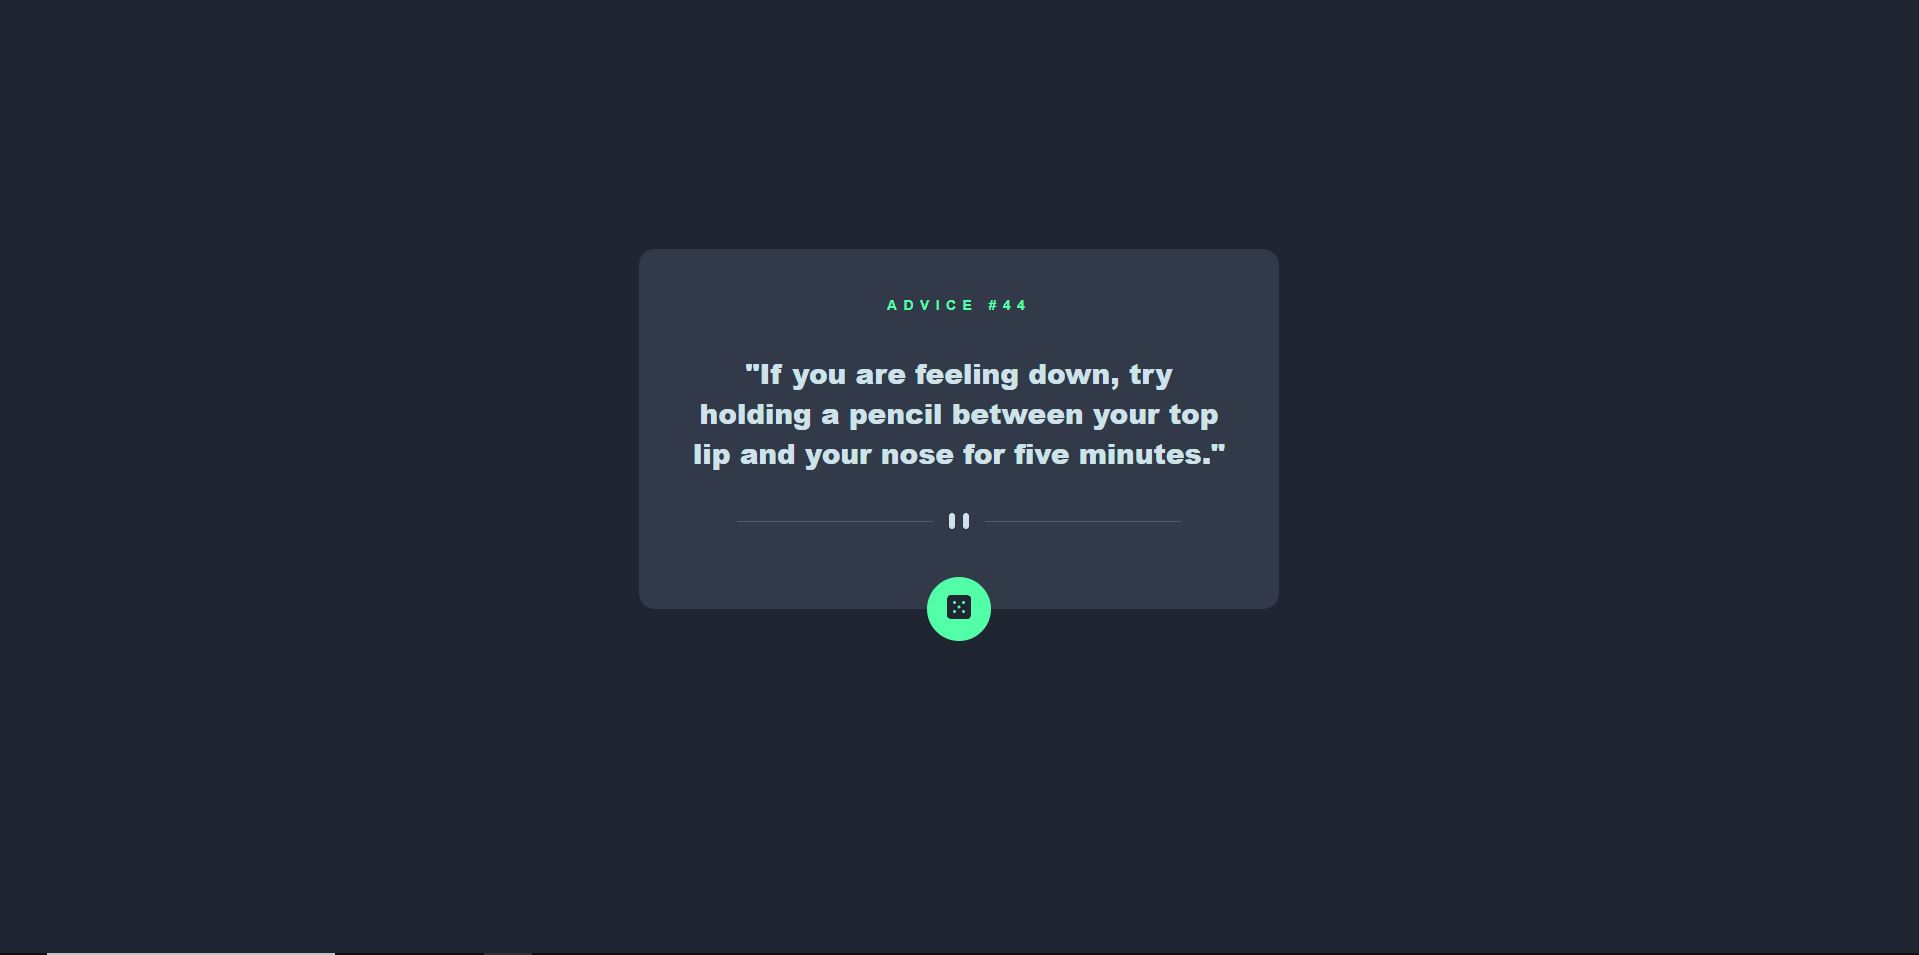 ADVICE #44
"If you are feeling down, try
holding a pencil between your top
lip and your nose for five minutes."